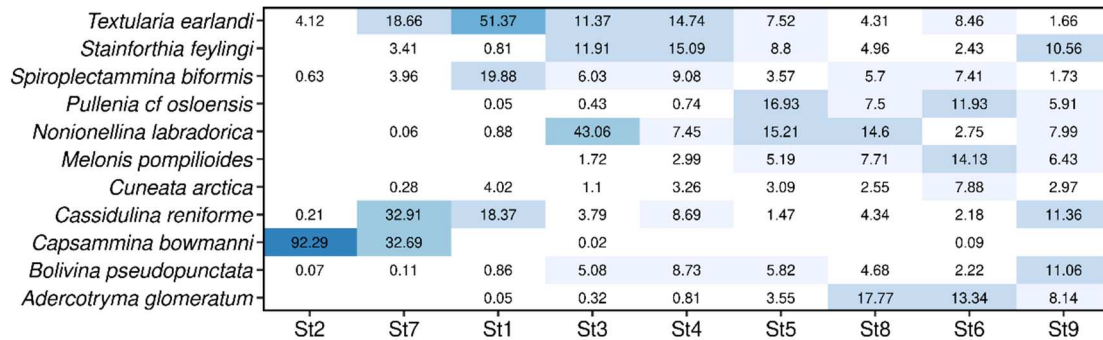 Textularia earlandi 4.12 18.66 51.37 11.37 14.74 7.52 4.31 8.46 1.66
Stainforthia feylingi 3.41 0.81 11.91 15.09 8.8 4.96 2.43 10.56
Spiroplectammina biformis 0.63 3.96 19.88 6.03 9.08 3.57 5.7 7.41 1.73
Pullenia cf osloensis 0.05 0.43 0.74 16.93 7.5 11.93 5.91
Nonionellina labradorica 0.06 0.88 43.06 7.45 15.21 14.6 2.75 7.99
Melonis pompilioides 1.72 2.99 5.19 7.71 14.13 6.43
Cuneata arctica 0.28 4.02 1.1 3.26 3.09 2.55 7.88 2.97
Cassidulina reniforme 0.21 32.91 18.37 3.79 8.69 1.47 4.34 2.18 11.36
Capsammina bowmanni 92.29 32.69 0.02 0.09
Bolivina pseudopunctata 0.07 0.11 0.86 5.08 8.73 5.82 4.68 2.22 11.06
Adercotryma glomeratum 0.05 0.32 0.81 3.55 17.77 13.34 8.14
St2 St7 St1 St3 St4 St5 St8 St6 St9